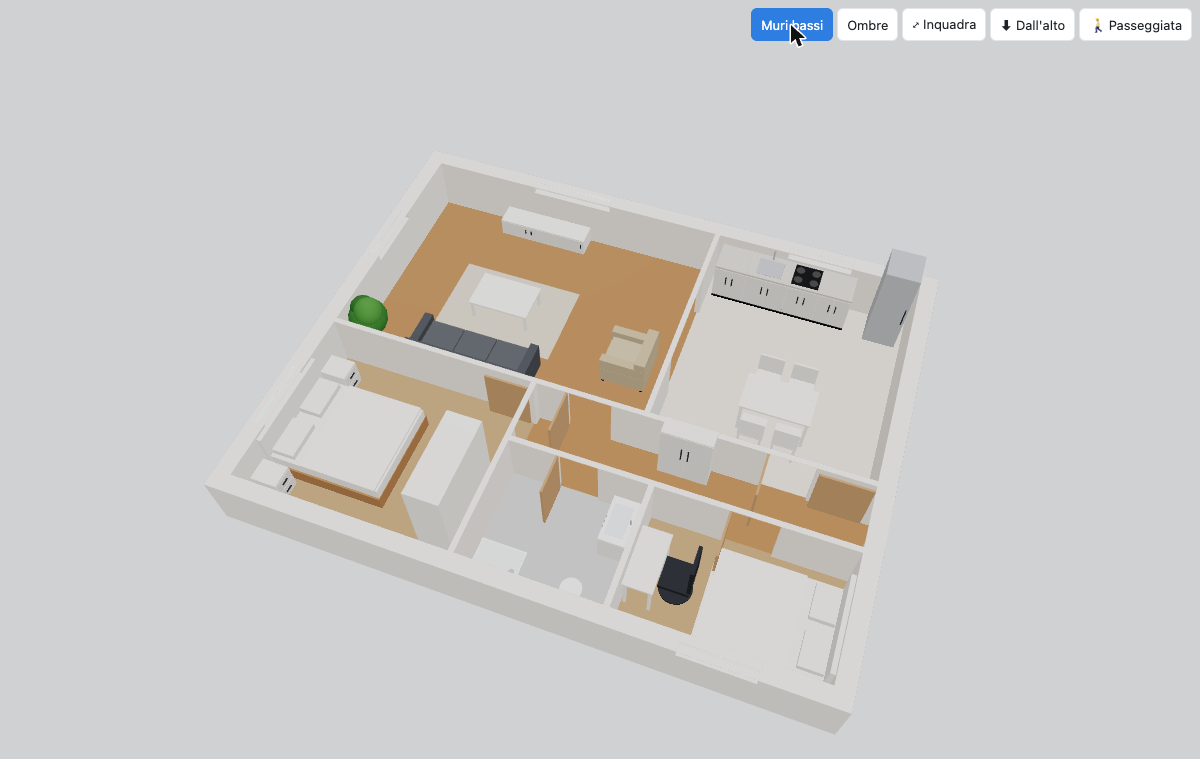 Muri bassi
Ombre
⤢ Inquadra
⬇ Dall'alto
🚶 Passeggiata